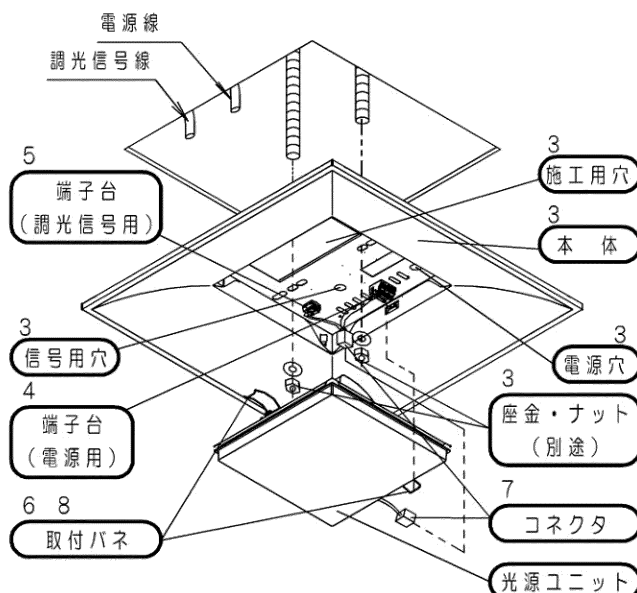 電源線
調光信号線
5
端子台
(調光信号用)
3
施工用穴
3
本 体
3
信号用穴
3
電源穴
4
端子台
(電源用)
3
座金・ナット
(別途)
6 8
取付バネ
7
コネクタ
光源ユニット